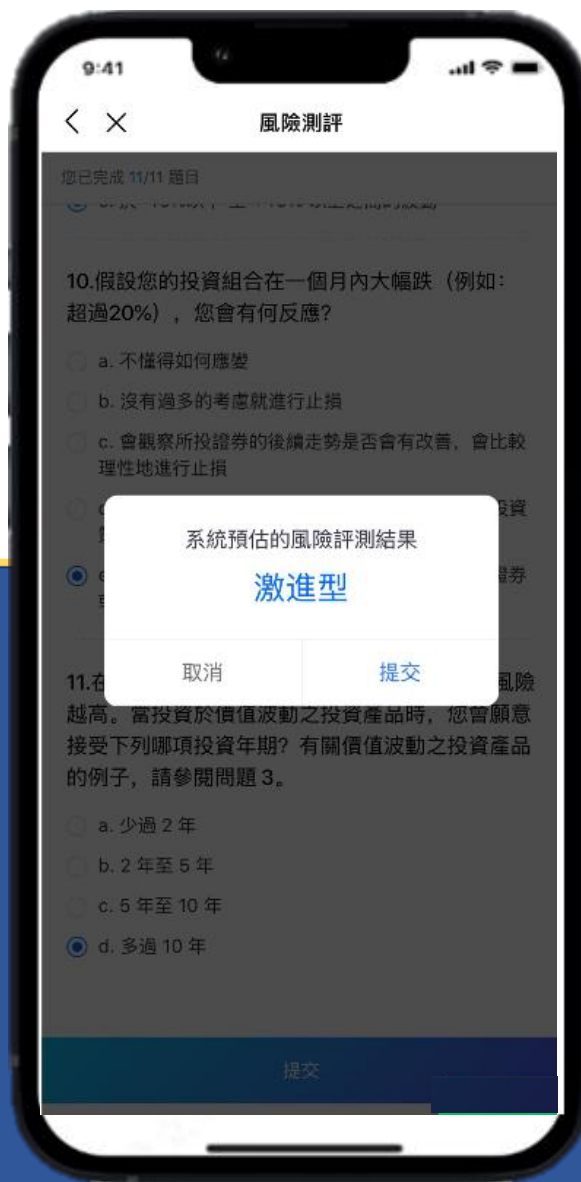 9:41
風險測評
您已完成 11/11 題目
10.假設您的投資組合在一個月內大幅跌（例如：
超過20%），您會有何反應?
a. 不懂得如何應變
b. 沒有過多的考慮就進行止損
c. 會觀察所投證券的後續走勢是否會有改善，會比較
理性地進行止損
投資
系統預估的風險評測結果
激進型
證券
取消
提交
11.在
風險
越高。當投資於價值波動之投資產品時，您會願意
接受下列哪項投資年期？有關價值波動之投資產品
的例子，請參閱問題 3。
a. 少過 2 年
b. 2 年至 5 年
c. 5 年至 10 年
d. 多過 10 年
提交